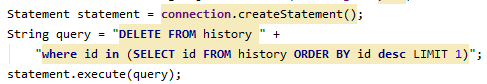 Statement statement = connection.createStatement();
String query = "DELETE FROM history " +
"where id in (SELECT id FROM history ORDER BY id desc LIMIT 1)";
statement.execute(query);